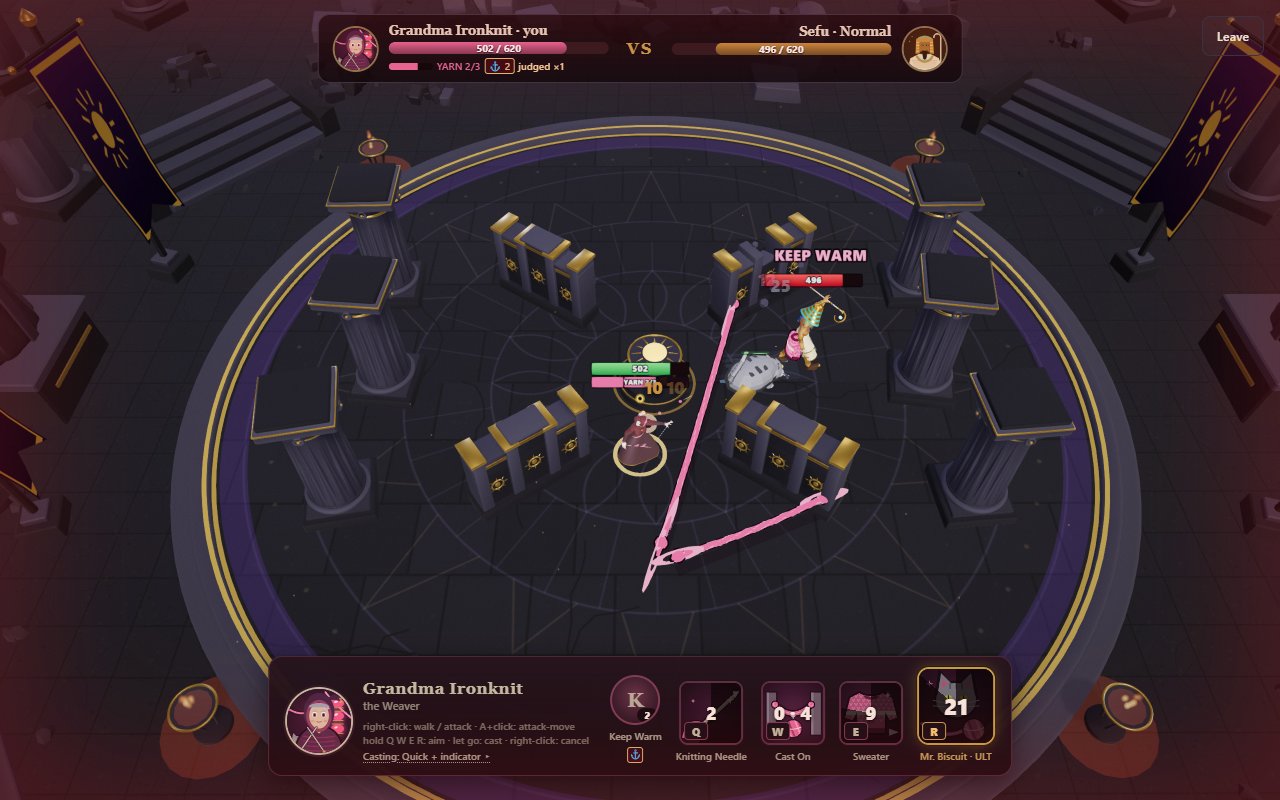 Grandma Ironknit · you
502 / 620
YARN 2/3 2 judged ×1
VS
Sefu · Normal
496 / 620
Leave
KEEP WARM
496
25
502
YARN
10 10
Grandma Ironknit
the Weaver
right-click: walk / attack · A+click: attack-move
hold Q W E R: aim · let go: cast · right-click: cancel
Casting: Quick + indicator
K
2
Keep Warm
2
Q
Knitting Needle
0 4
W
Cast On
9
E
Sweater
21
R
Mr. Biscuit · ULT